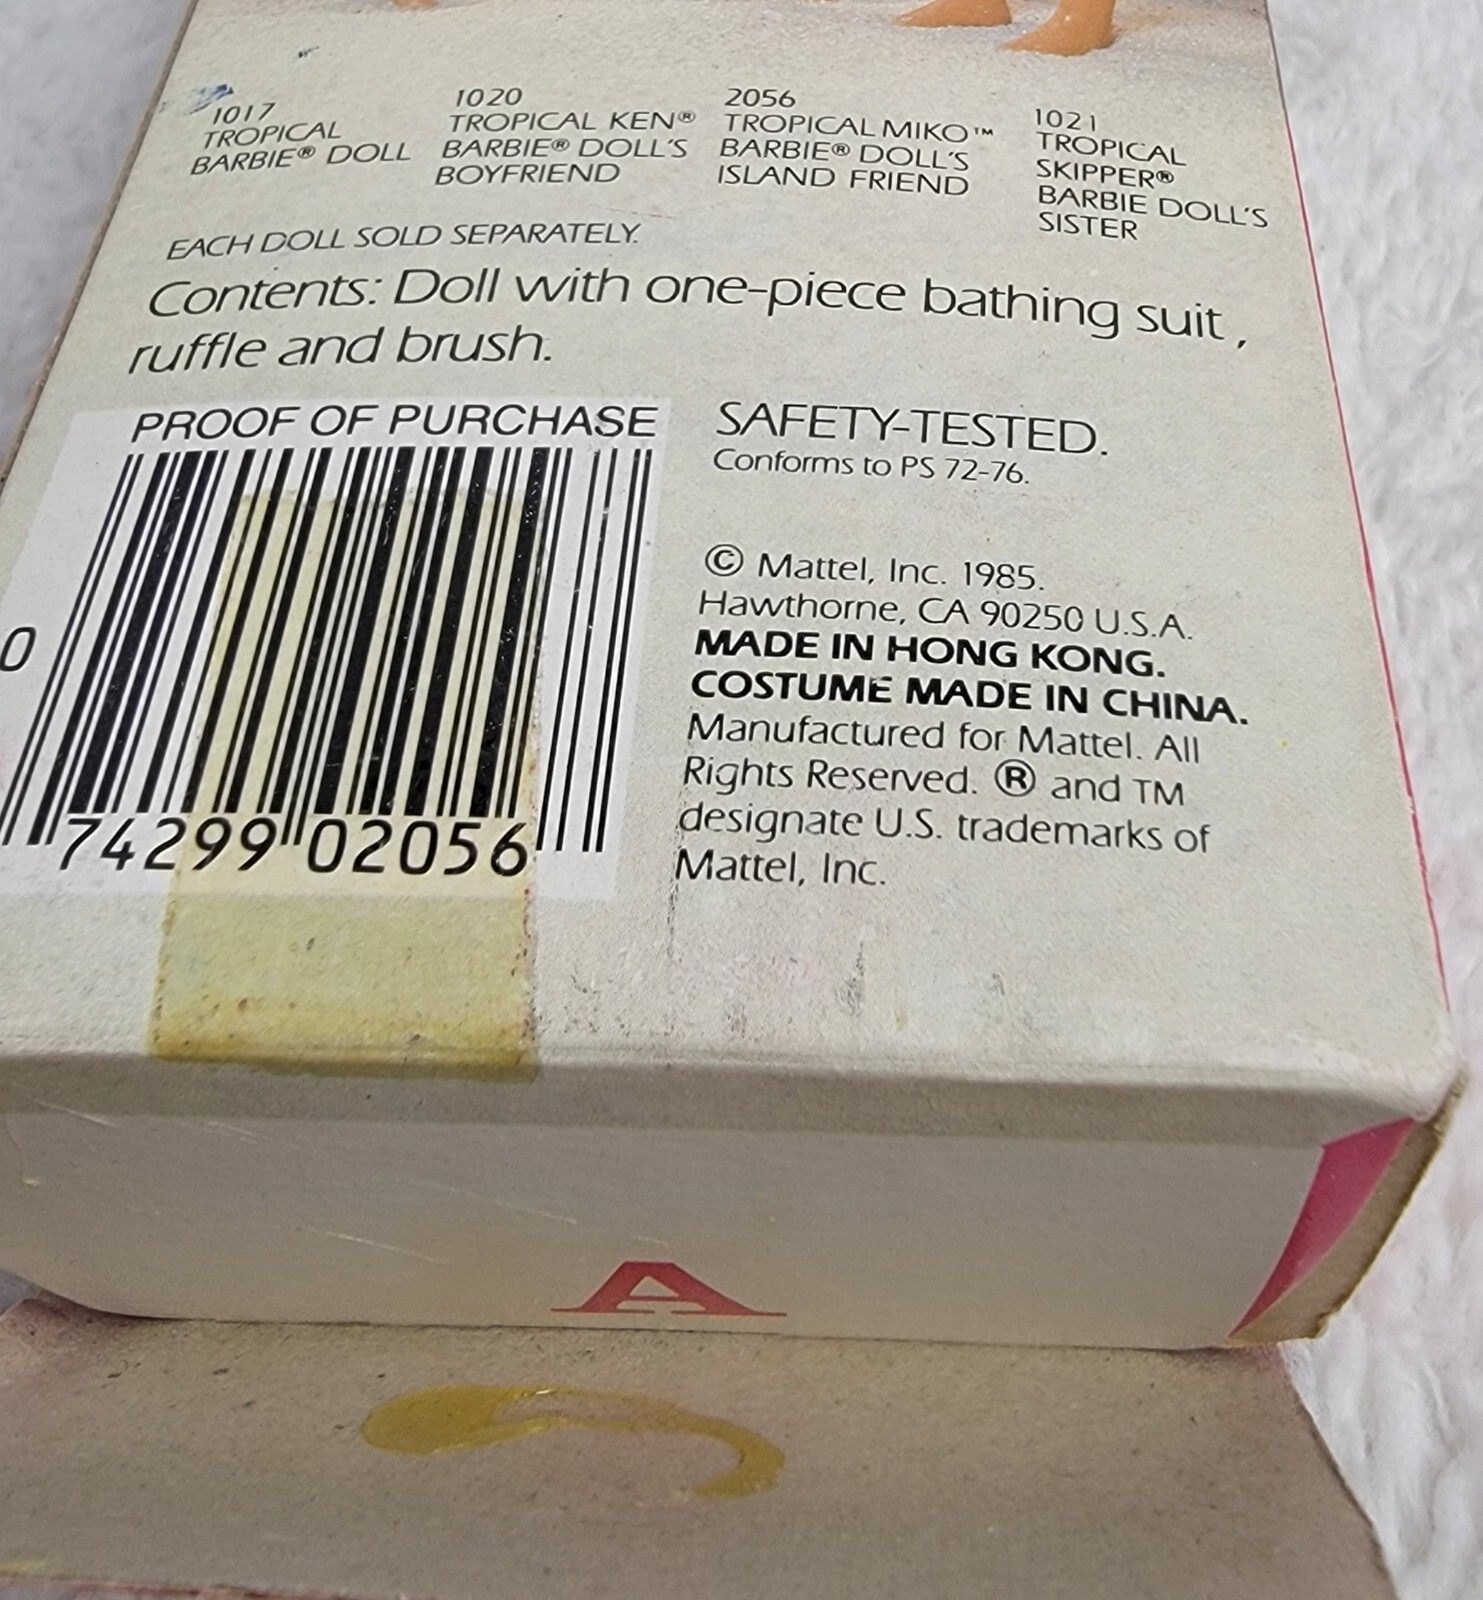 1017
TROPICAL
BARBIE® DOLL
1020
TROPICAL KEN®
BARBIE® DOLL'S
BOYFRIEND
2056
TROPICAL MIKO™
BARBIE® DOLL'S
ISLAND FRIEND
1021
TROPICAL
SKIPPER®
BARBIE DOLL'S
SISTER
EACH DOLL SOLD SEPARATELY.
Contents: Doll with one-piece bathing suit,
ruffle and brush.
PROOF OF PURCHASE
0 74299 02056
SAFETY-TESTED.
Conforms to PS 72-76.
© Mattel, Inc. 1985.
Hawthorne, CA 90250 U.S.A.
MADE IN HONG KONG.
COSTUME MADE IN CHINA.
Manufactured for Mattel. All
Rights Reserved. ® and TM
designate U.S. trademarks of
Mattel, Inc.
A